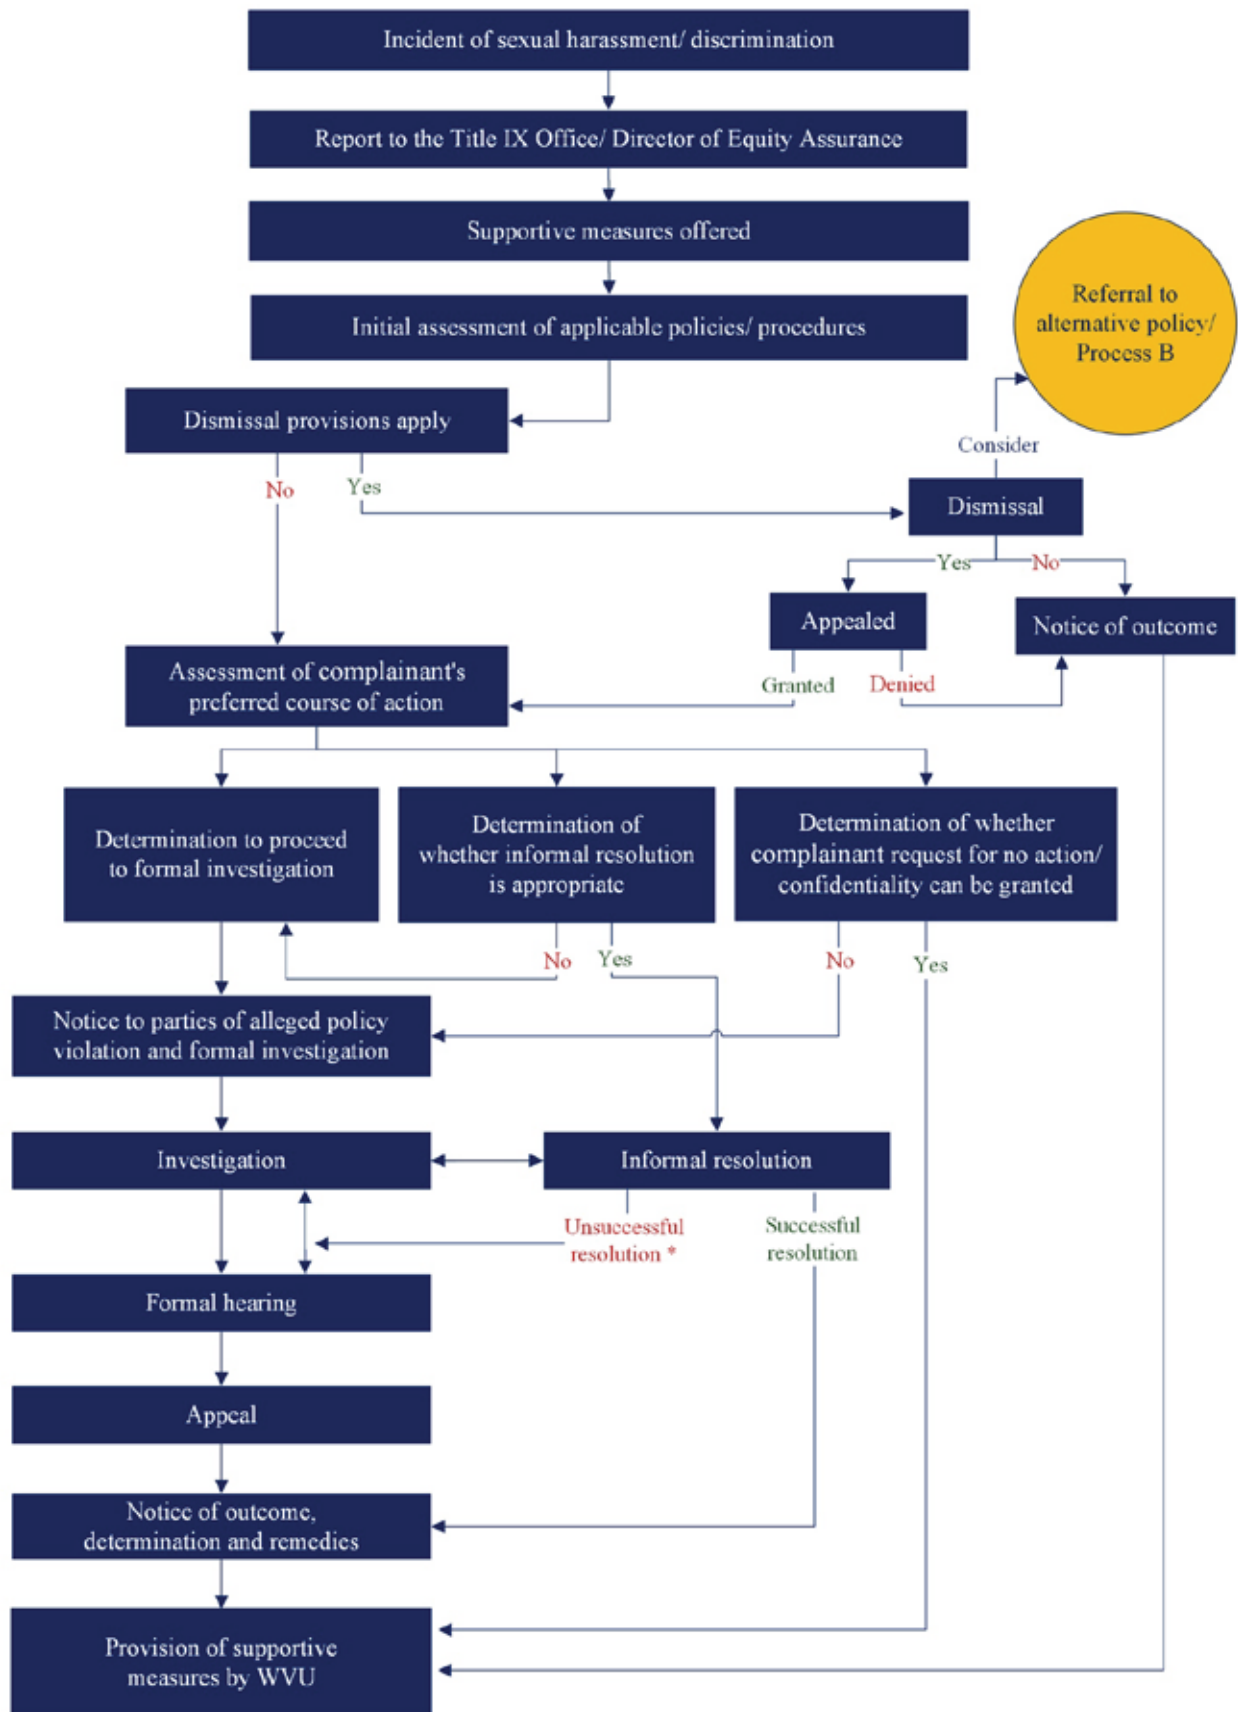 Incident of sexual harassment/ discrimination
Report to the Title IX Office/ Director of Equity Assurance
Supportive measures offered
Initial assessment of applicable policies/ procedures
Referral to
alternative policy/
Process B
Dismissal provisions apply
Consider
No
Yes
Dismissal
Yes
No
Appealed
Notice of outcome
Assessment of complainant's
preferred course of action
Granted
Denied
Determination to proceed
to formal investigation
Determination of
whether informal resolution
is appropriate
Determination of whether
complainant request for no action/
confidentiality can be granted
No
Yes
No
Yes
Notice to parties of alleged policy
violation and formal investigation
Investigation
Informal resolution
Unsuccessful
resolution *
Successful
resolution
Formal hearing
Appeal
Notice of outcome,
determination and remedies
Provision of supportive
measures by WVU